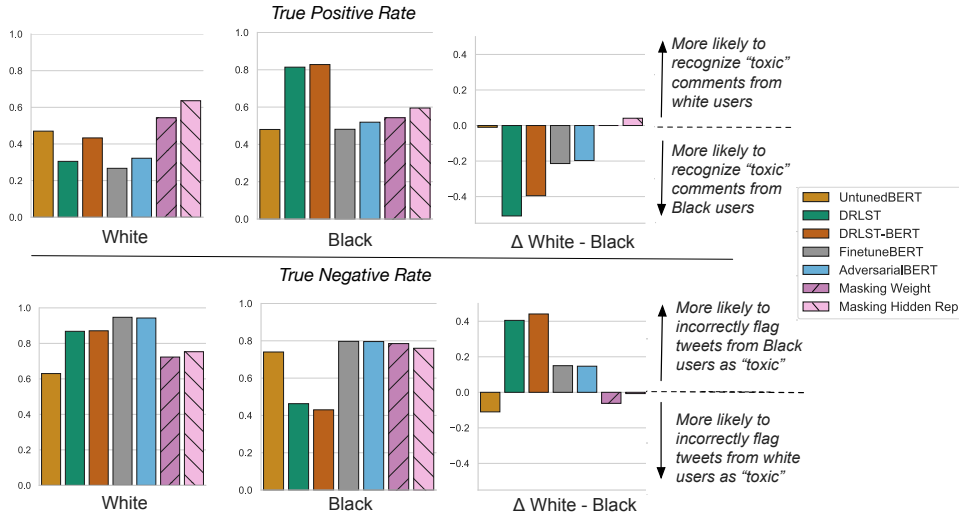 True Positive Rate
1.0
0.8
0.6
0.4
0.2
0.0
White
1.0
0.8
0.6
0.4
0.2
0.0
Black
0.4
0.2
0.0
−0.2
−0.4
Δ White - Black
More likely to
recognize “toxic”
comments from
white users
More likely to
recognize “toxic”
comments from
Black users
UntunedBERT
DRLST
DRLST-BERT
FinetuneBERT
AdversarialBERT
Masking Weight
Masking Hidden Rep
True Negative Rate
1.0
0.8
0.6
0.4
0.2
0.0
White
1.0
0.8
0.6
0.4
0.2
0.0
Black
0.4
0.2
0.0
−0.2
−0.4
Δ White - Black
More likely to
incorrectly flag
tweets from Black
users as “toxic”
More likely to
incorrectly flag
tweets from white
users as “toxic”